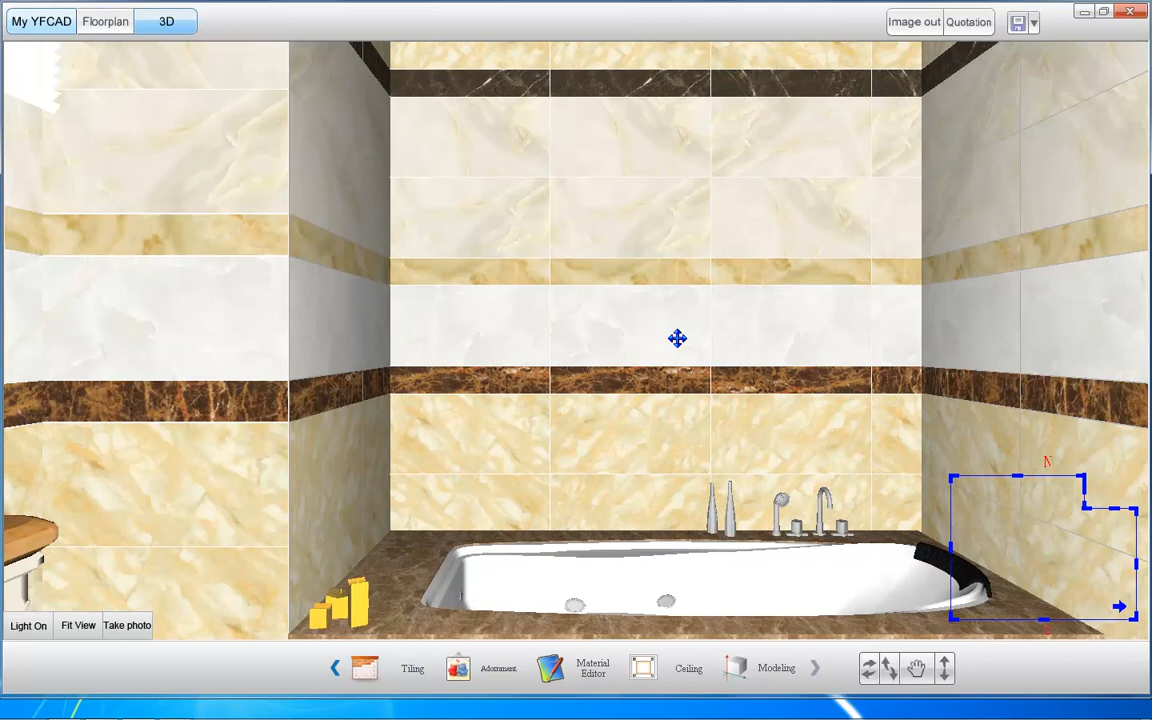 My YFCAD
Floorplan
3D
Image out
Quotation
N
Light On
Fit View
Take photo
Tiling
Adornment
Material
Editor
Ceiling
Modeling